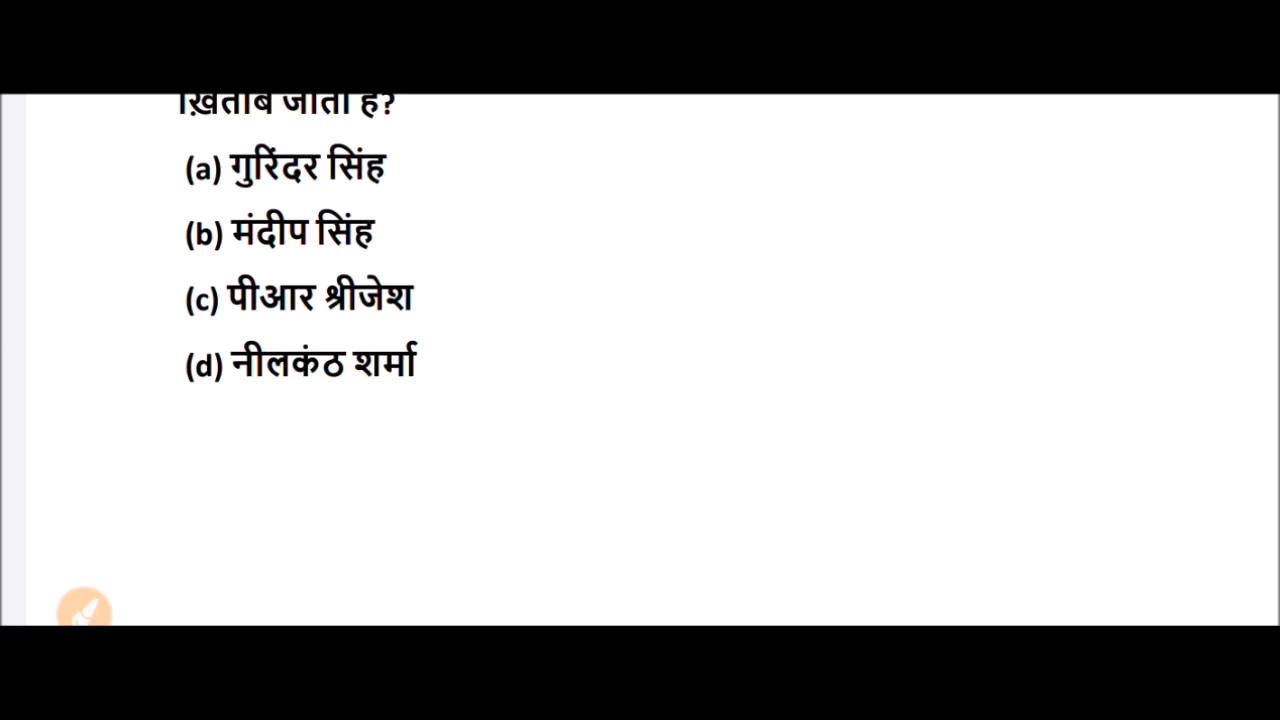 ख़िताब जीता है?
(a) गुरिंदर सिंह
(b) मंदीप सिंह
(c) पीआर श्रीजेश
(d) नीलकंठ शर्मा